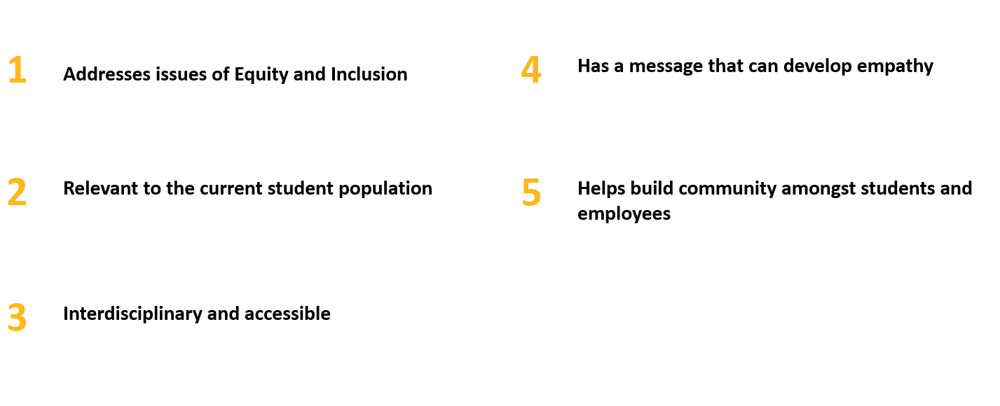 1 Addresses issues of Equity and Inclusion
2 Relevant to the current student population
3 Interdisciplinary and accessible
4 Has a message that can develop empathy
5 Helps build community amongst students and
employees